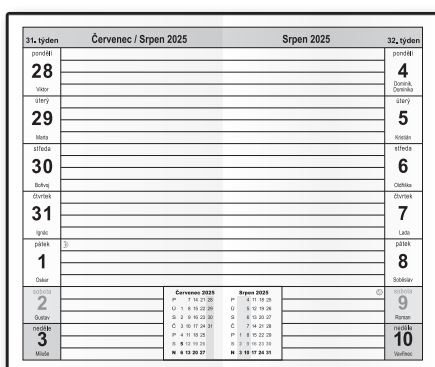 31. týden
Červenec / Srpen 2025
Srpen 2025
32. týden
pondělí
28
Viktor
úterý
29
Marta
středa
30
Bořivoj
čtvrtek
31
Ignác
pátek
1
Oskar
sobota
2
Gustav
neděle
3
Miluše
pondělí
4
Dominik,
Dominika
úterý
5
Kristián
středa
6
Oldřiška
čtvrtek
7
Lada
pátek
8
Soběslav
sobota
9
Roman
neděle
10
Vavřinec
Červenec 2025
P 7 14 21 28
Ú 1 8 15 22 29
S 2 9 16 23 30
Č 3 10 17 24 31
P 4 11 18 25
S 5 12 19 26
N 6 13 20 27
Srpen 2025
P 4 11 18 25
Ú 5 12 19 26
S 6 13 20 27
Č 7 14 21 28
P 1 8 15 22 29
S 2 9 16 23 30
N 3 10 17 24 31